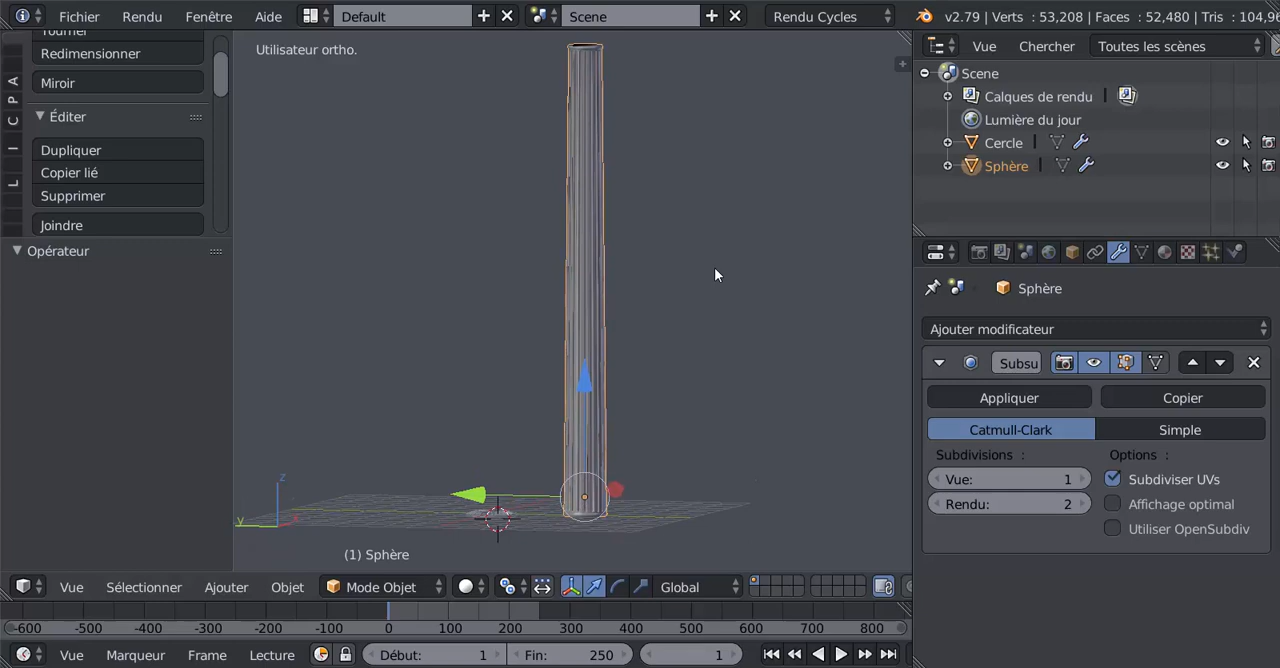 Fichier Rendu Fenêtre Aide Default Scene Rendu Cycles v2.79 | Verts : 53,208 | Faces : 52,480 | Tris : 104,96
Tourner
Redimensionner
Miroir
A
P
C
I
L
Éditer
Dupliquer
Copier lié
Supprimer
Joindre
Opérateur
Utilisateur ortho.
z
y
x
(1) Sphère
Vue Chercher Toutes les scènes
Scene
Calques de rendu
Lumière du jour
Cercle
Sphère
Sphère
Ajouter modificateur
Subsu
Appliquer Copier
Catmull-Clark Simple
Subdivisions : Options :
Vue: 1 Subdiviser UVs
Rendu: 2 Affichage optimal
Utiliser OpenSubdiv
Vue Sélectionner Ajouter Objet Mode Objet Global
-600 -500 -400 -300 -200 -100 0 100 200 300 400 500 600 700 800
Vue Marqueur Frame Lecture Début: 1 Fin: 250 1